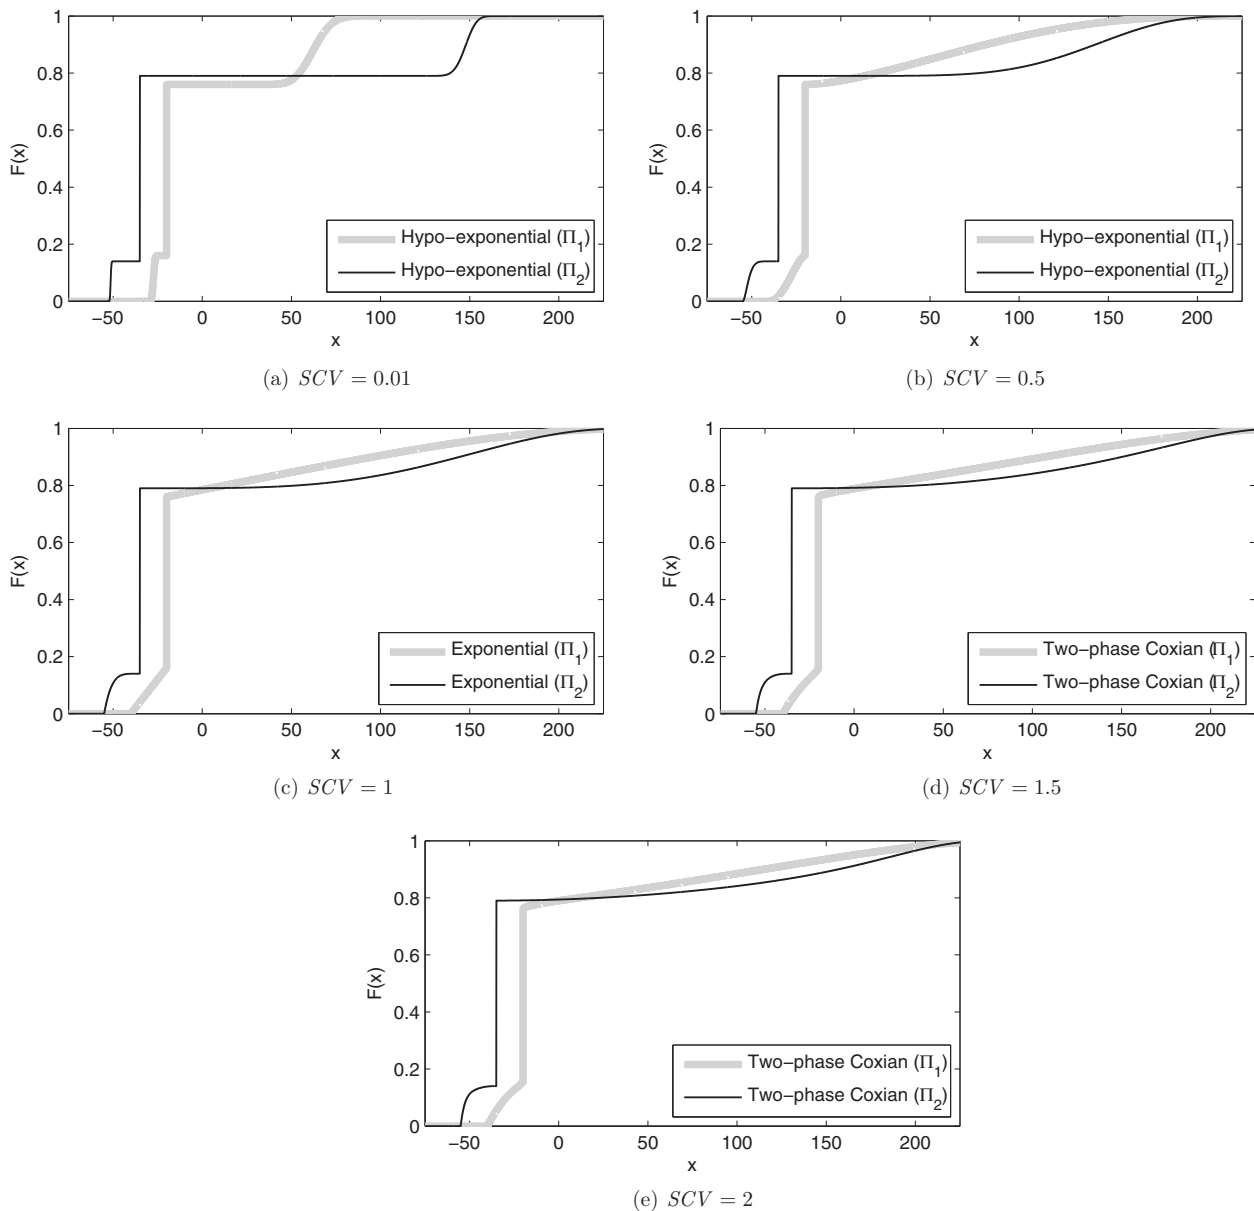 1
0.8
0.6
0.4
0.2
0
F(x)
−50 0 50 100 150 200
x
Hypo−exponential (Π1)
Hypo−exponential (Π2)
(a) SCV = 0.01
1
0.8
0.6
0.4
0.2
0
F(x)
−50 0 50 100 150 200
x
Hypo−exponential (Π1)
Hypo−exponential (Π2)
(b) SCV = 0.5
1
0.8
0.6
0.4
0.2
0
F(x)
−50 0 50 100 150 200
x
Exponential (Π1)
Exponential (Π2)
(c) SCV = 1
1
0.8
0.6
0.4
0.2
0
F(x)
−50 0 50 100 150 200
x
Two−phase Coxian (Π1)
Two−phase Coxian (Π2)
(d) SCV = 1.5
1
0.8
0.6
0.4
0.2
0
F(x)
−50 0 50 100 150 200
x
Two−phase Coxian (Π1)
Two−phase Coxian (Π2)
(e) SCV = 2